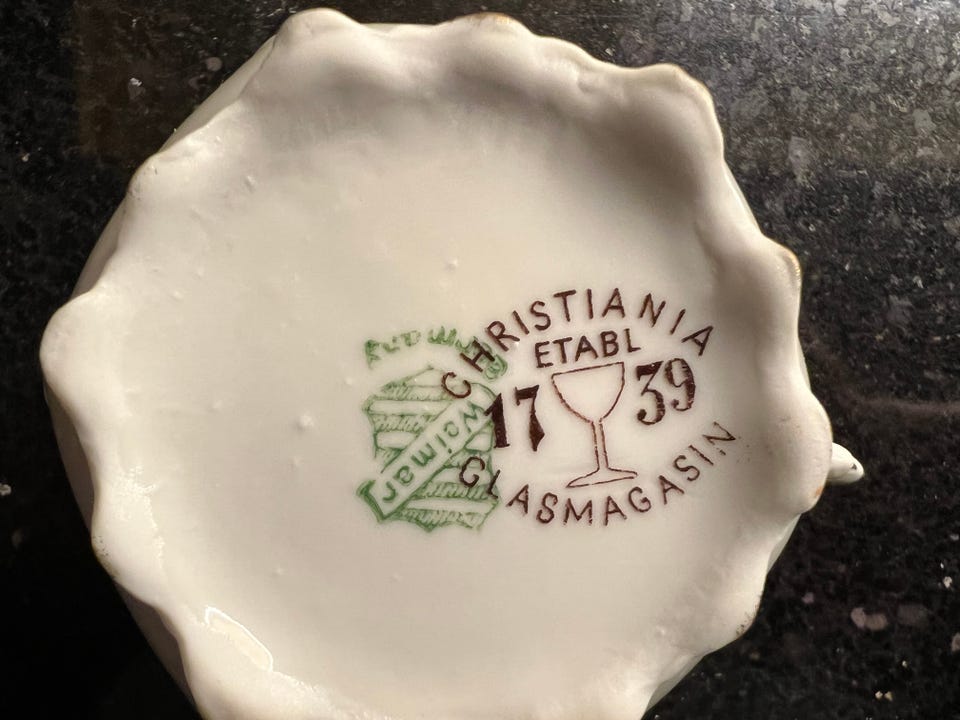 CHRISTIANIA
ETABL
17 39
GLASMAGASIN
Weimar